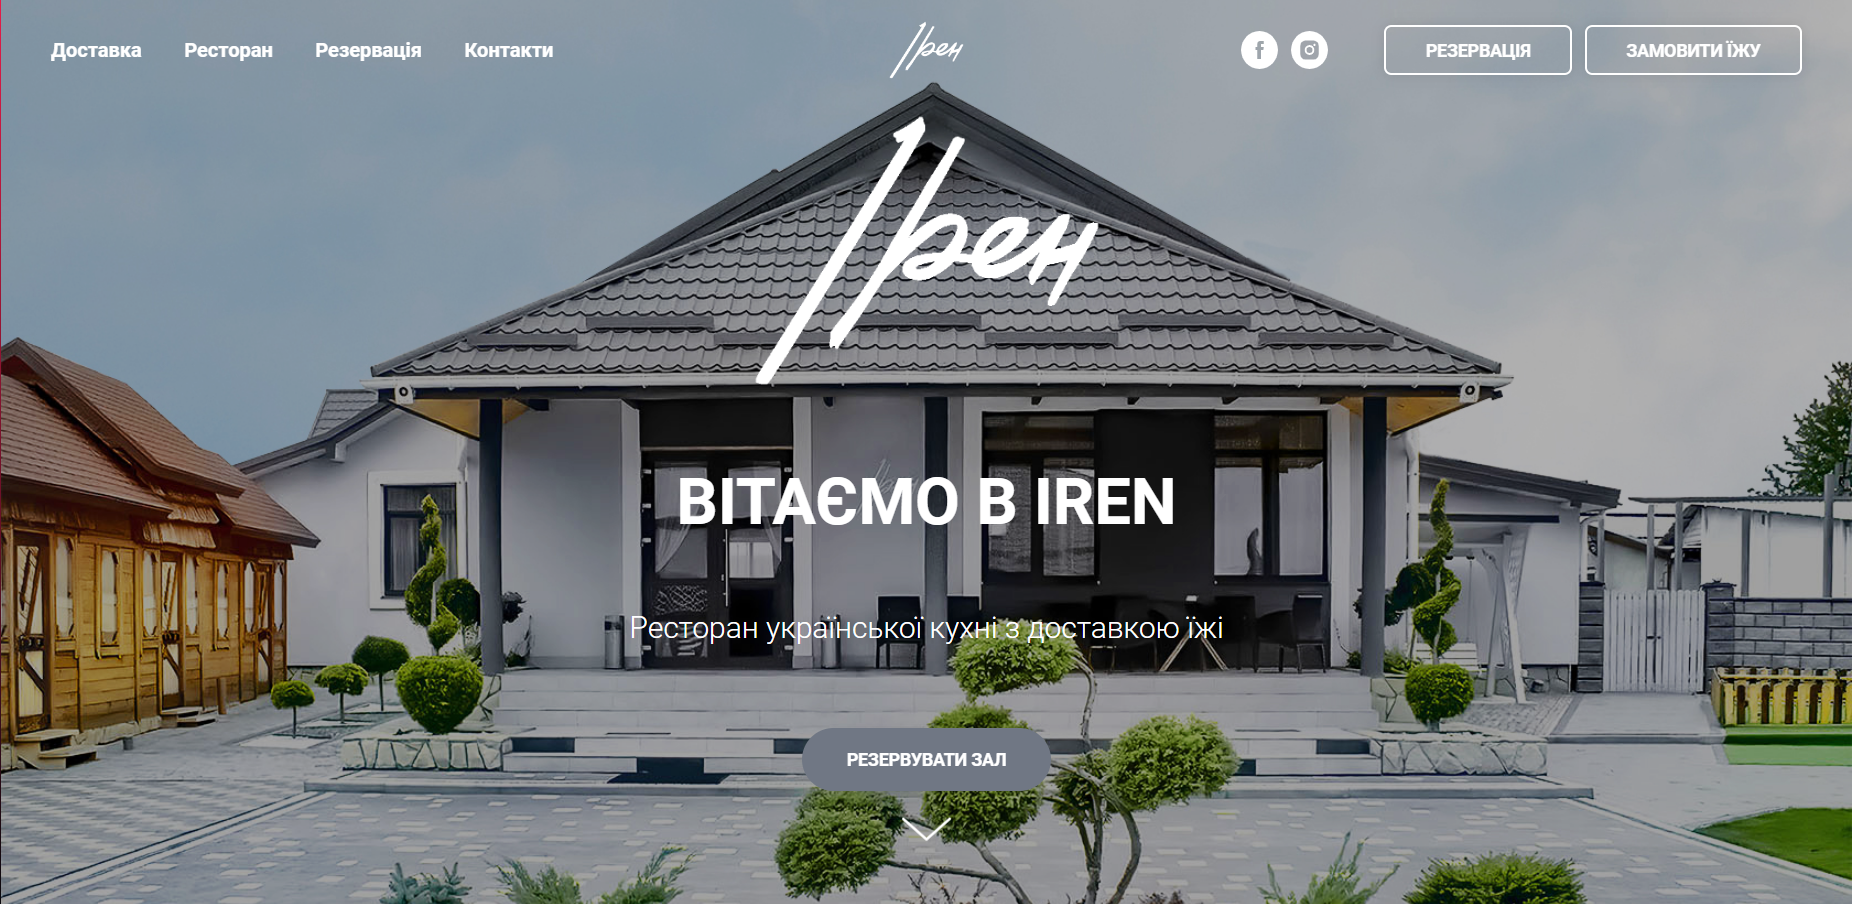 Доставка Ресторан Резервація Контакти Ірен РЕЗЕРВАЦІЯ ЗАМОВИТИ ЇЖУ
Ірен
ВІТАЄМО В IREN
Ресторан української кухні з доставкою їжі
РЕЗЕРВУВАТИ ЗАЛ